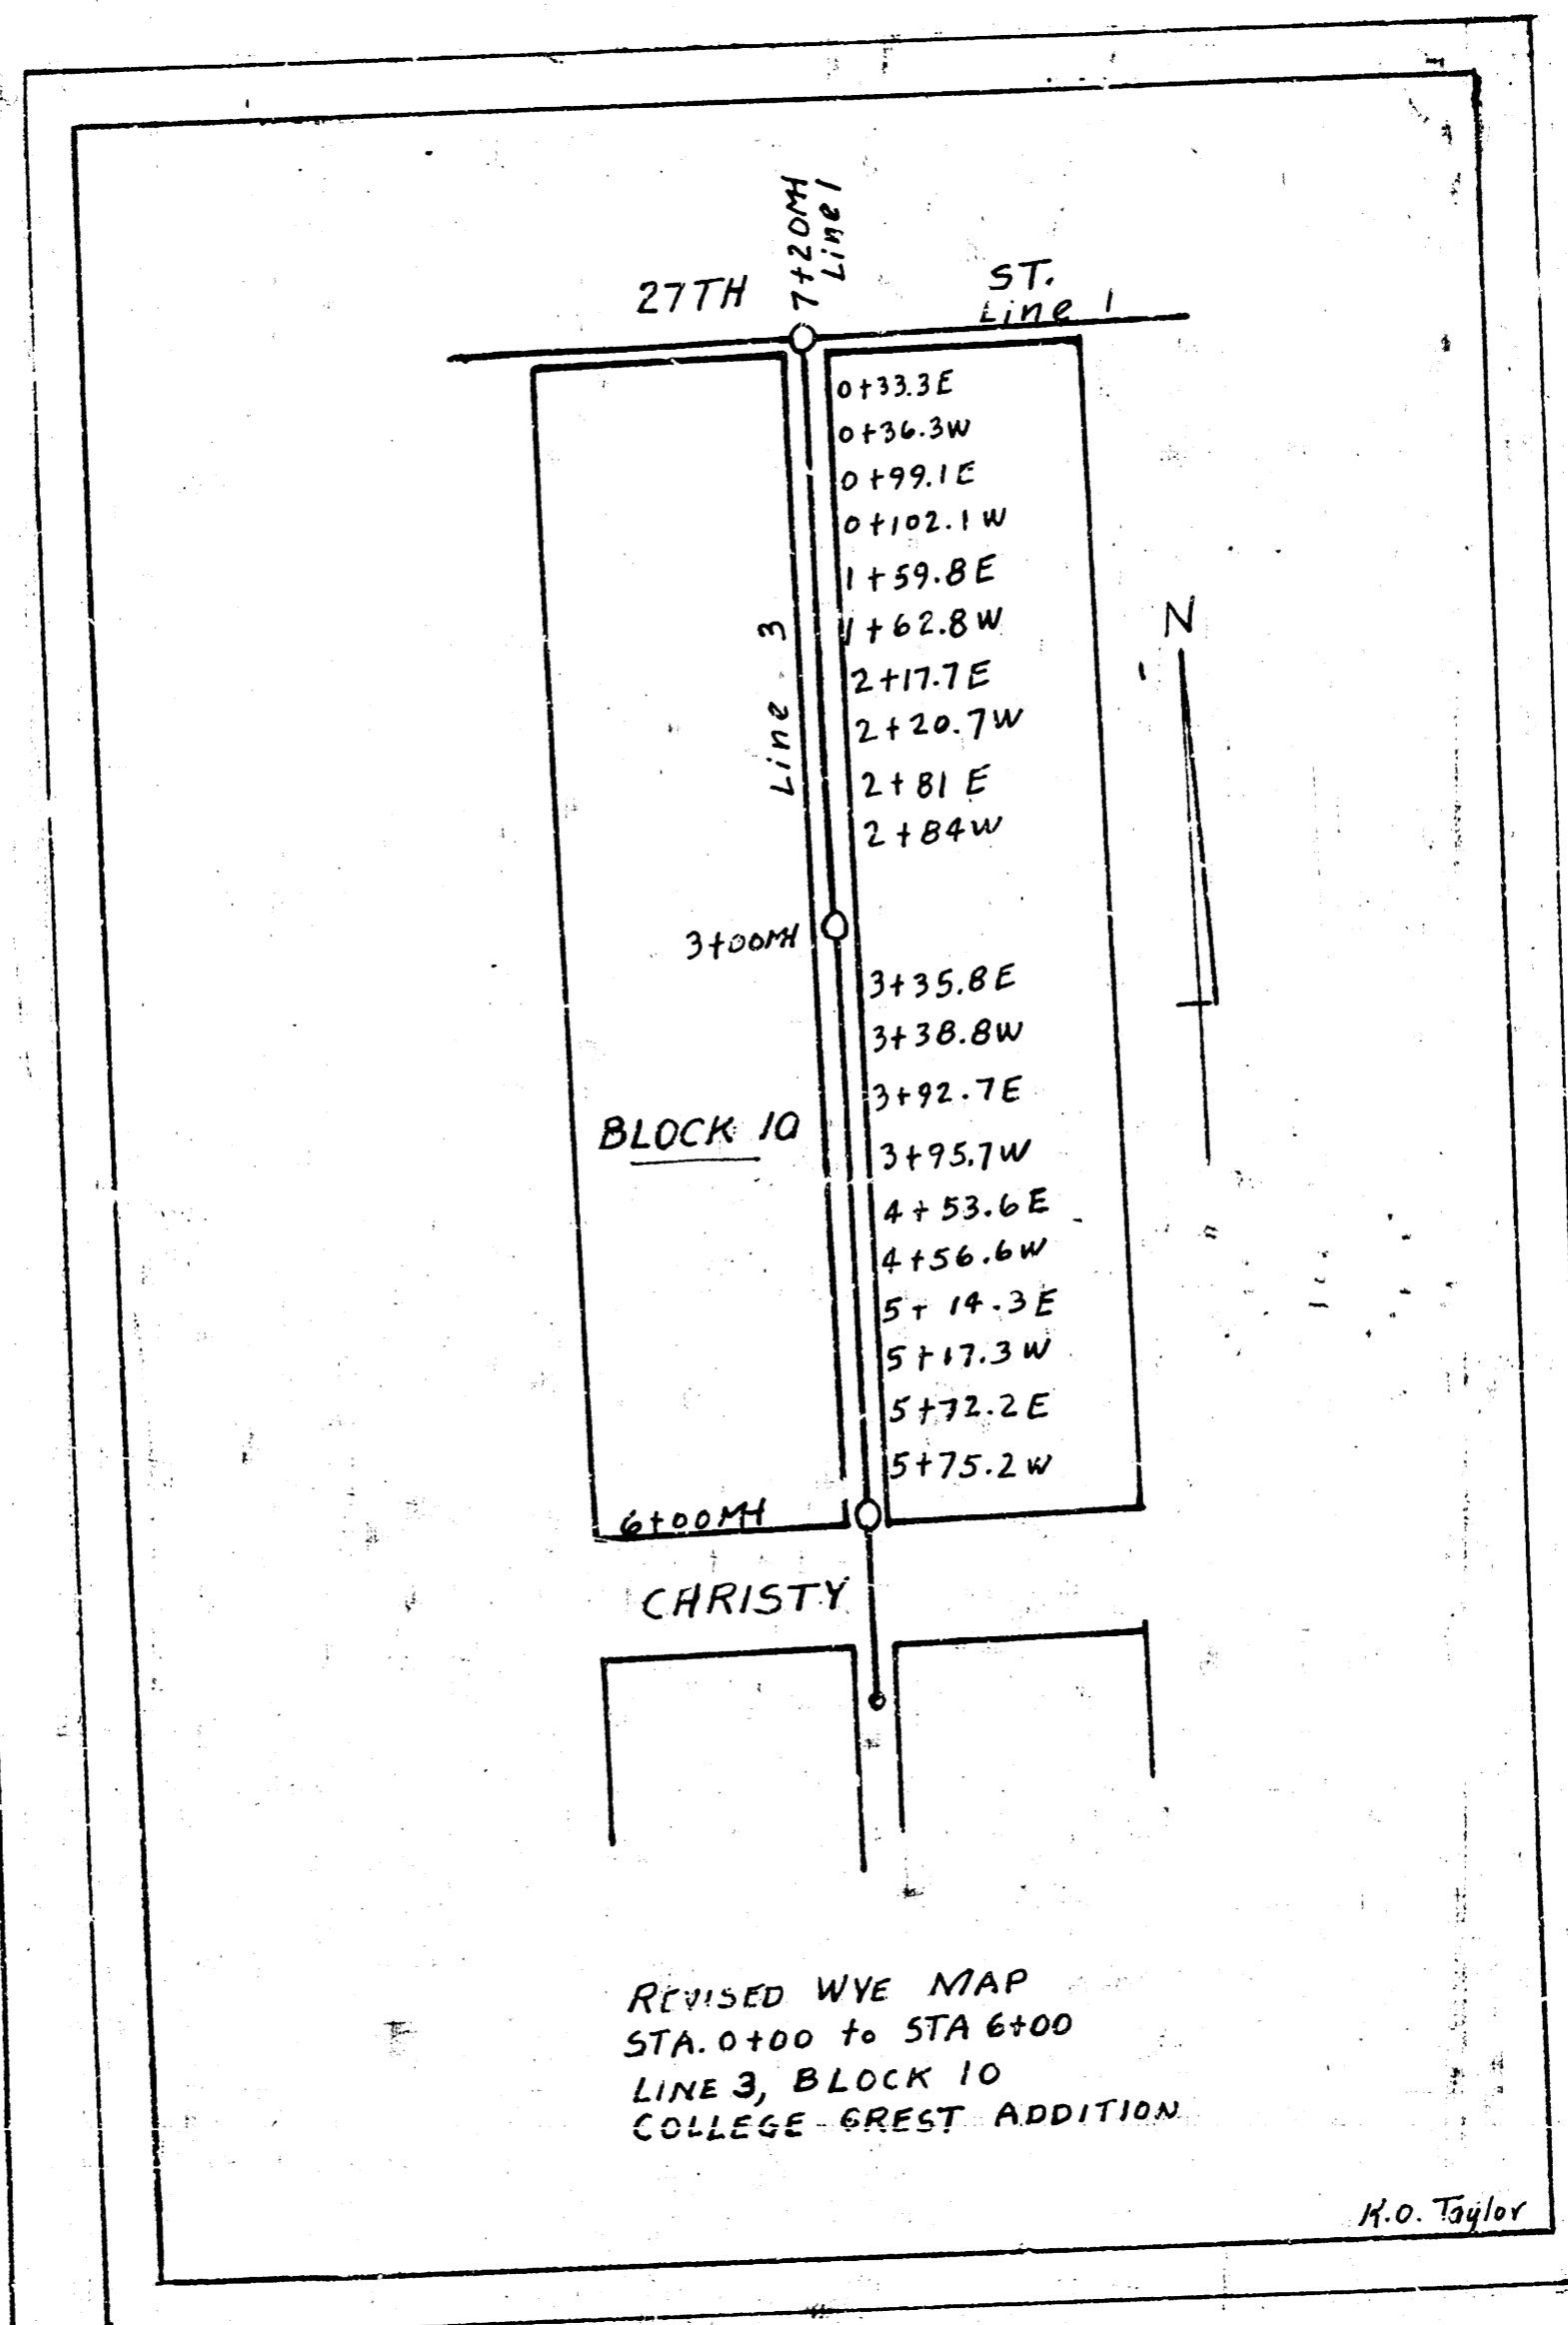 7+20MH
Line 1
27TH ST.
Line 1
0+33.3E
0+36.3W
0+99.1E
0+102.1W
1+59.8E
1+62.8W
2+17.7E
2+20.7W
2+81 E
2+84W
Line 3
N
3+00MH
3+35.8E
3+38.8W
3+92.7E
3+95.7W
4+53.6E
4+56.6W
5+14.3E
5+17.3W
5+72.2E
5+75.2W
BLOCK 10
6+00MH
CHRISTY
REVISED WYE MAP
STA. 0+00 to STA 6+00
LINE 3, BLOCK 10
COLLEGE CREST ADDITION
K.O. Taylor